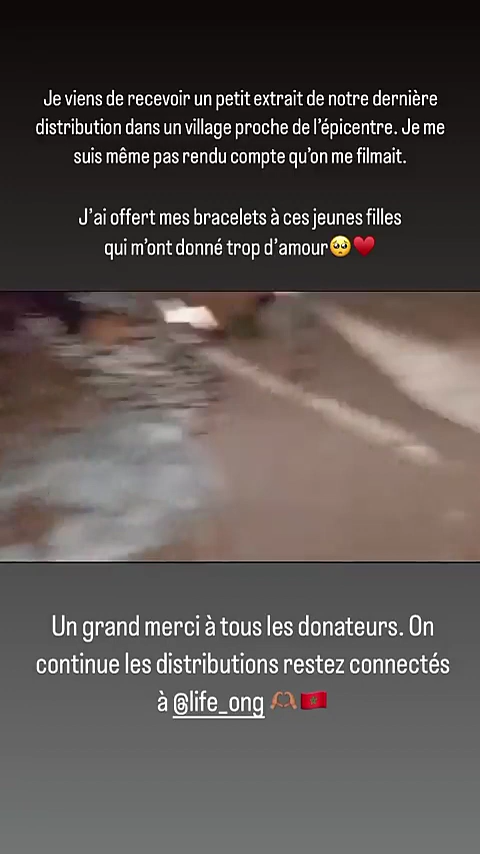 Je viens de recevoir un petit extrait de notre dernière
distribution dans un village proche de l'épicentre. Je me
suis même pas rendu compte qu'on me filmait.
J'ai offert mes bracelets à ces jeunes filles
qui m'ont donné trop d'amour🥺♥️
Un grand merci à tous les donateurs. On
continue les distributions restez connectés
à @life_ong 🫶🏽🇲🇦